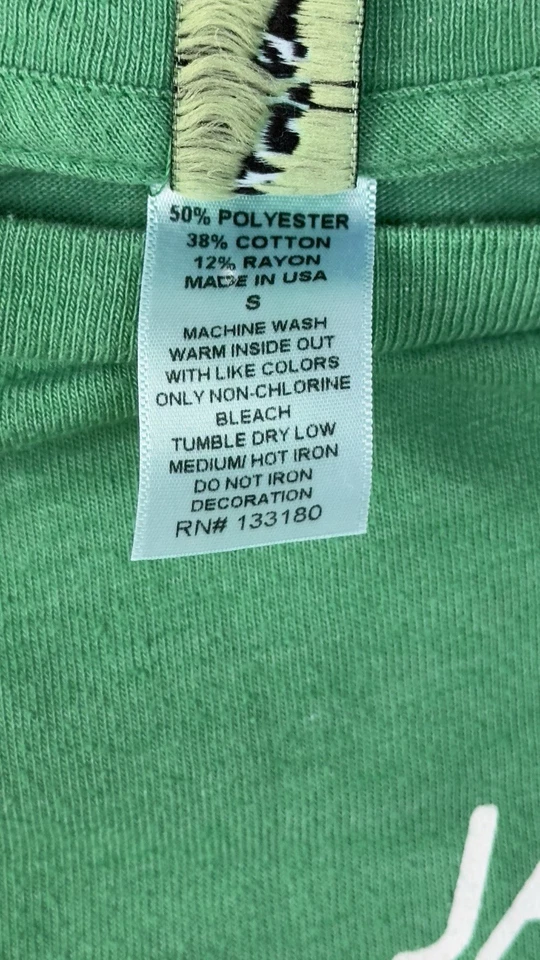 50% POLYESTER
38% COTTON
12% RAYON
MADE IN USA
S
MACHINE WASH
WARM INSIDE OUT
WITH LIKE COLORS
ONLY NON-CHLORINE
BLEACH
TUMBLE DRY LOW
MEDIUM/ HOT IRON
DO NOT IRON
DECORATION
RN# 133180